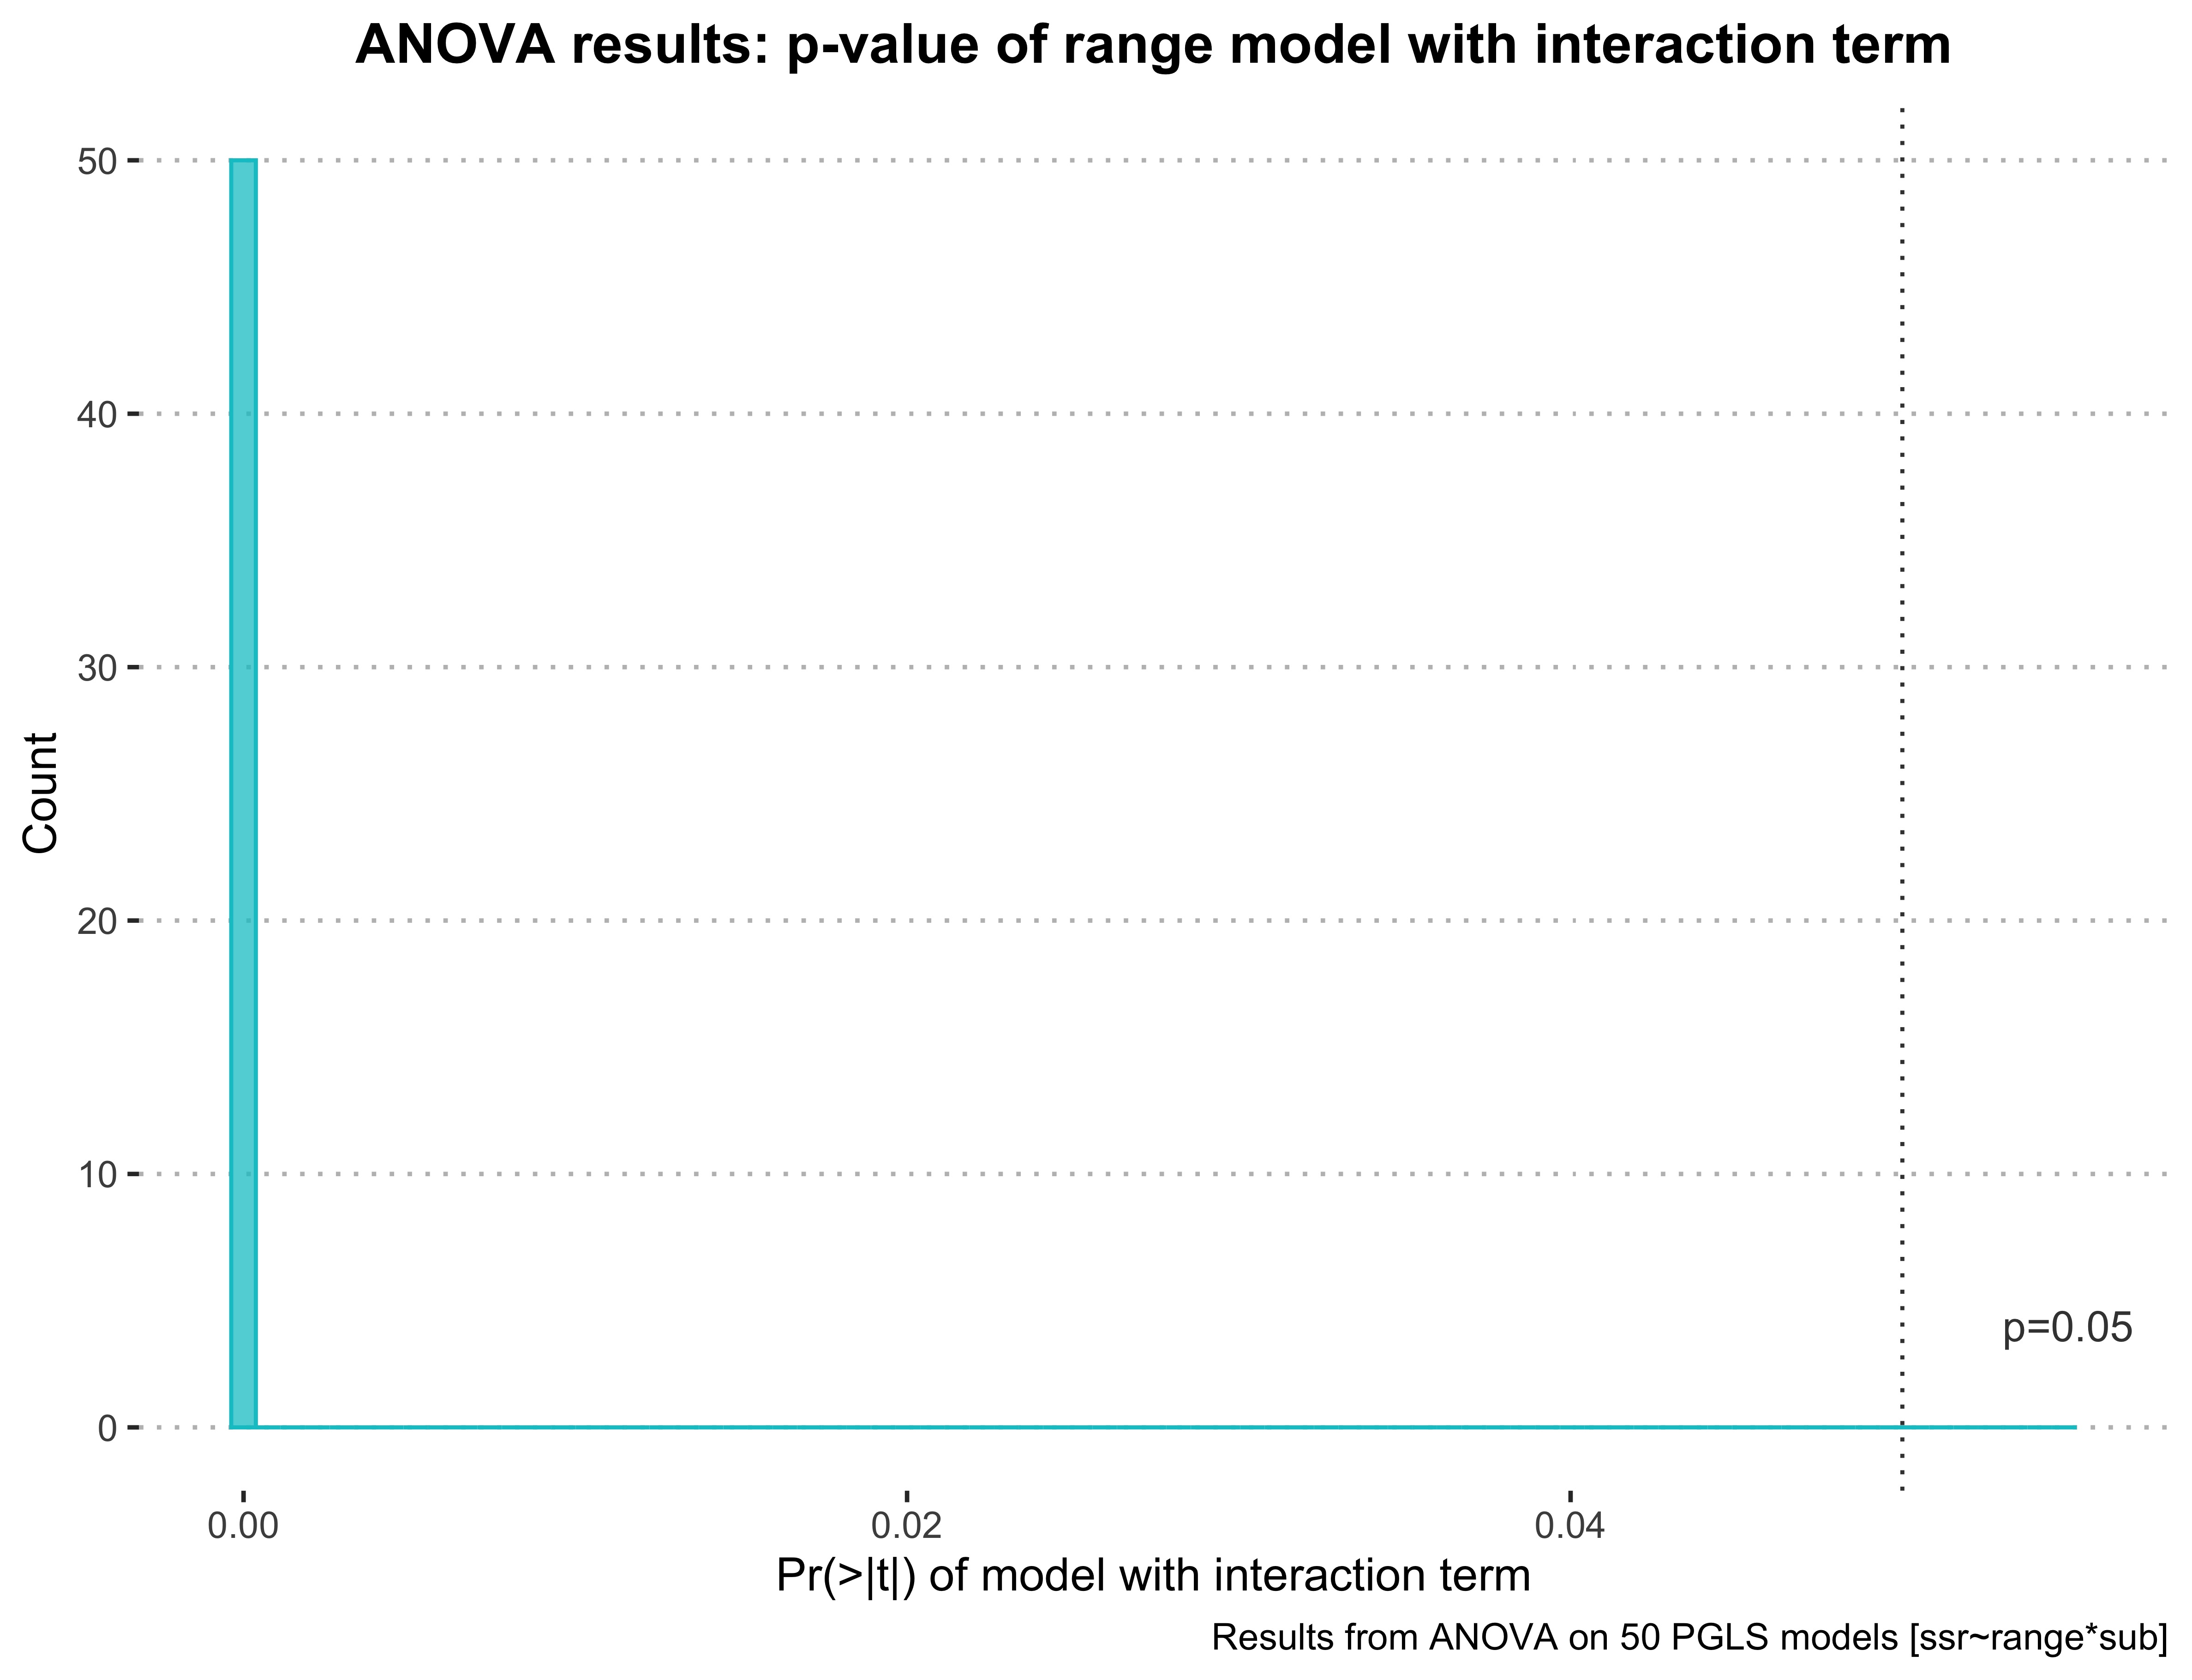 ANOVA results: p-value of range model with interaction term
50
40
30
20
10
0
Count
p=0.05
0.00 0.02 0.04
Pr(>|t|) of model with interaction term
Results from ANOVA on 50 PGLS models [ssr~range*sub]